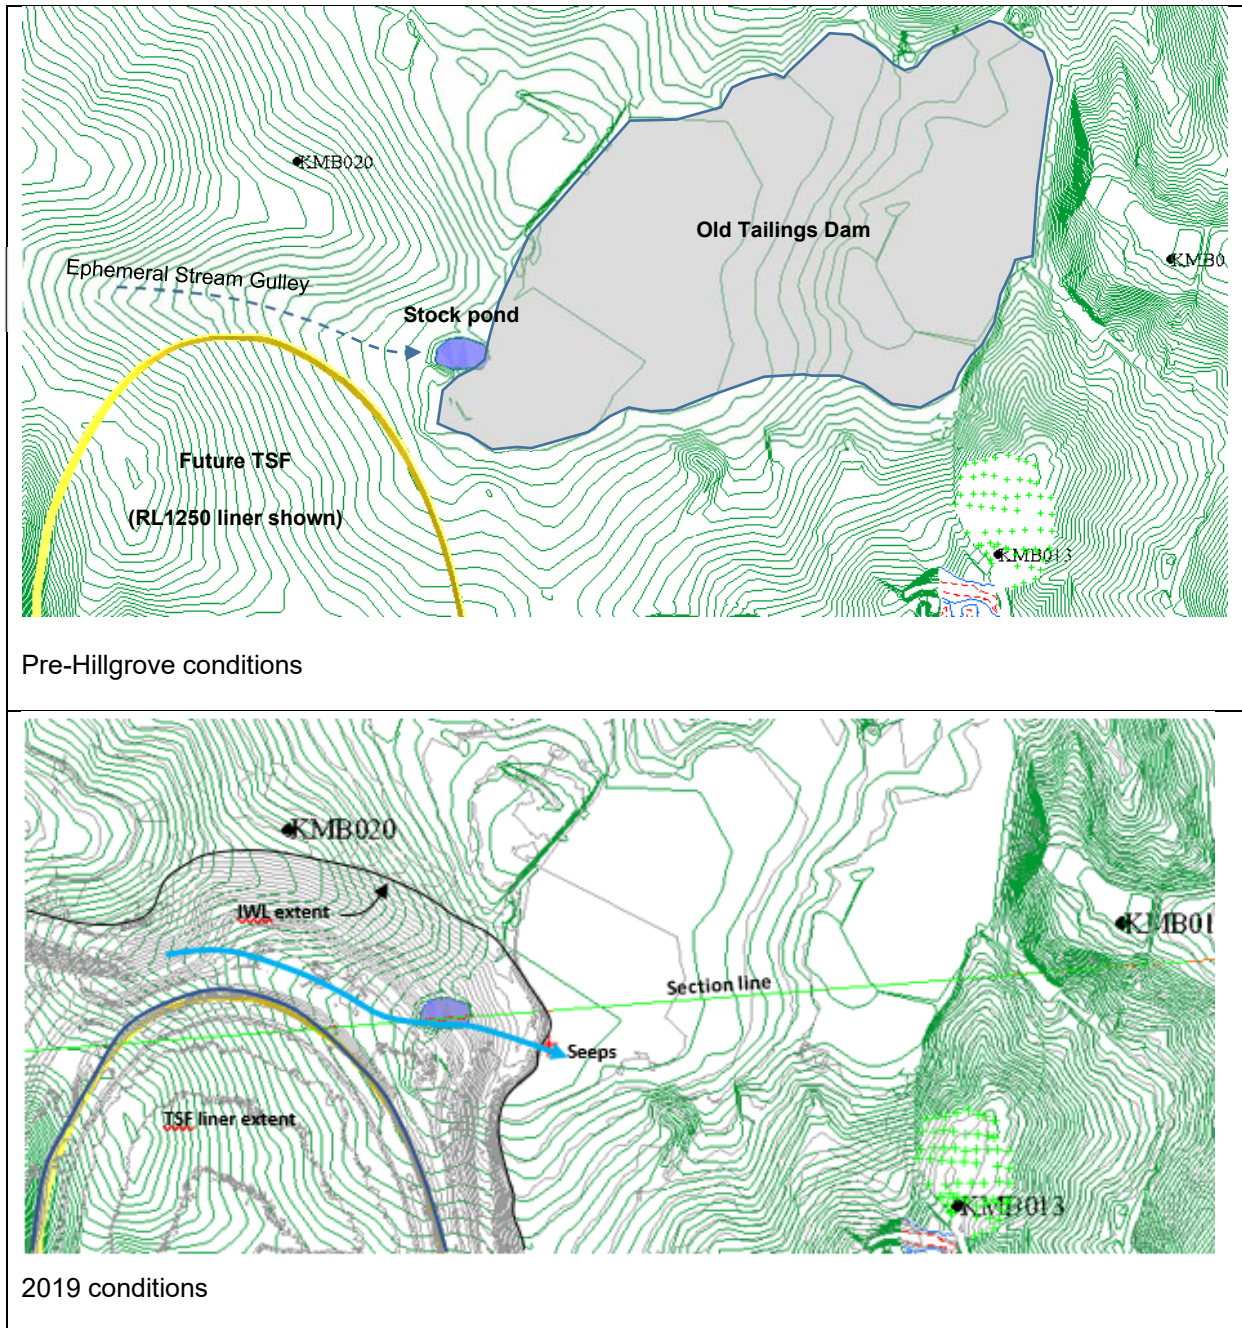 KMB020
Old Tailings Dam
KMB0
Ephemeral Stream Gulley
Stock pond
Future TSF
(RL1250 liner shown)
KMB013
Pre-Hillgrove conditions
KMB020
IWL extent
KMB01
Section line
Seeps
TSF liner extent
KMB013
2019 conditions